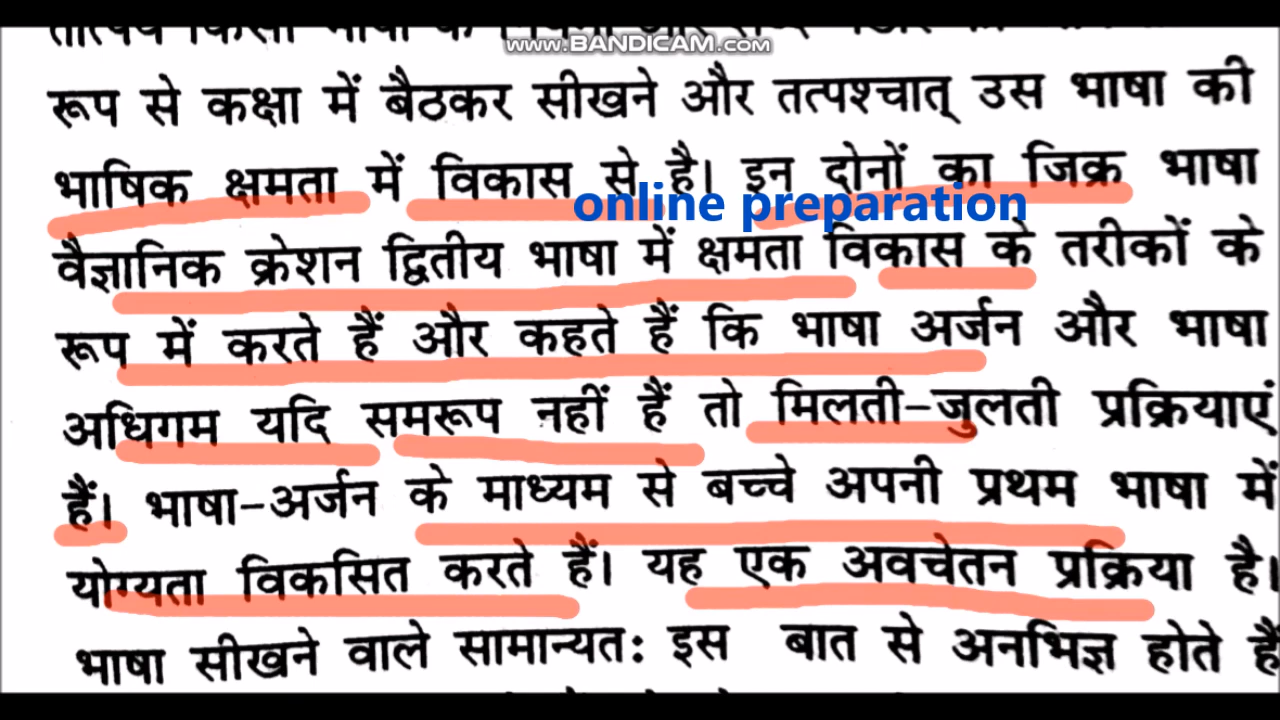 www.BANDICAM.com
रूप से कक्षा में बैठकर सीखने और तत्पश्चात् उस भाषा की
भाषिक क्षमता में विकास से है। इन दोनों का जिक्र भाषा
online preparation
वैज्ञानिक क्रेशन द्वितीय भाषा में क्षमता विकास के तरीकों के
रूप में करते हैं और कहते हैं कि भाषा अर्जन और भाषा
अधिगम यदि समरूप नहीं हैं तो मिलती-जुलती प्रक्रियाएं
हैं। भाषा-अर्जन के माध्यम से बच्चे अपनी प्रथम भाषा में
योग्यता विकसित करते हैं। यह एक अवचेतन प्रक्रिया है।
भाषा सीखने वाले सामान्यतः इस बात से अनभिज्ञ होते हैं